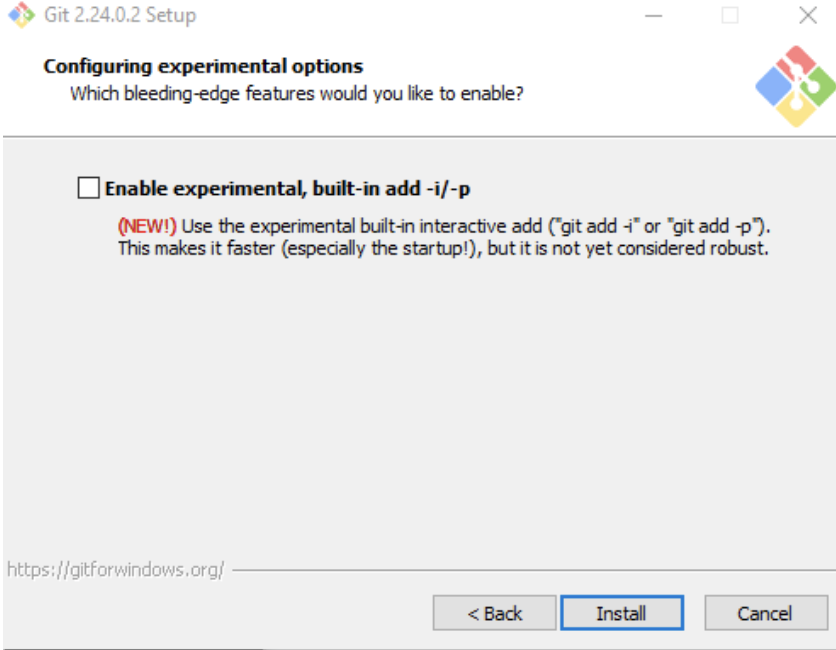 Git 2.24.0.2 Setup
Configuring experimental options
Which bleeding-edge features would you like to enable?
Enable experimental, built-in add -i/-p
(NEW!) Use the experimental built-in interactive add ("git add -i" or "git add -p").
This makes it faster (especially the startup!), but it is not yet considered robust.
https://gitforwindows.org/
< Back
Install
Cancel